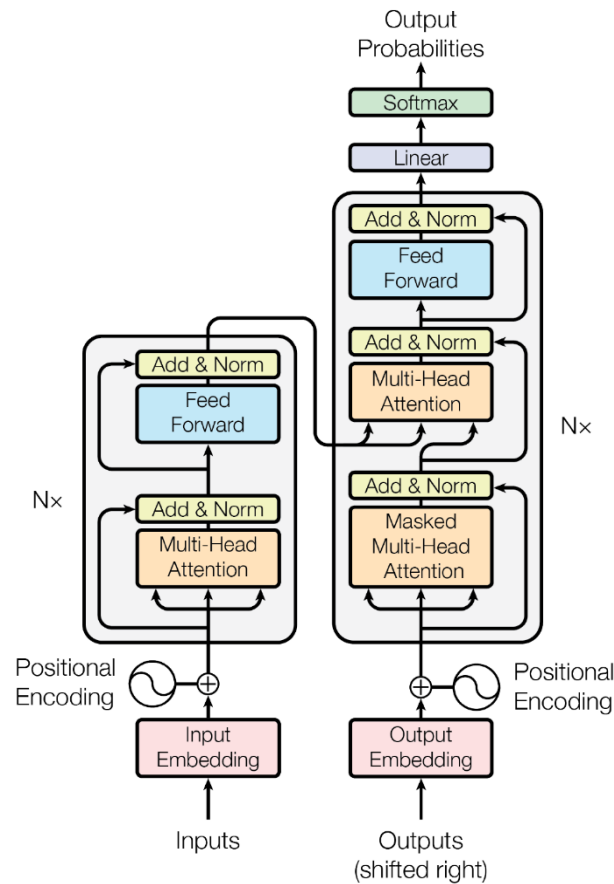 Output
Probabilities
Softmax
Linear
Add & Norm
Feed
Forward
Add & Norm
Multi-Head
Attention
Add & Norm
Masked
Multi-Head
Attention
N×
Add & Norm
Feed
Forward
Add & Norm
Multi-Head
Attention
N×
Positional
Encoding
Positional
Encoding
Input
Embedding
Output
Embedding
Inputs
Outputs
(shifted right)